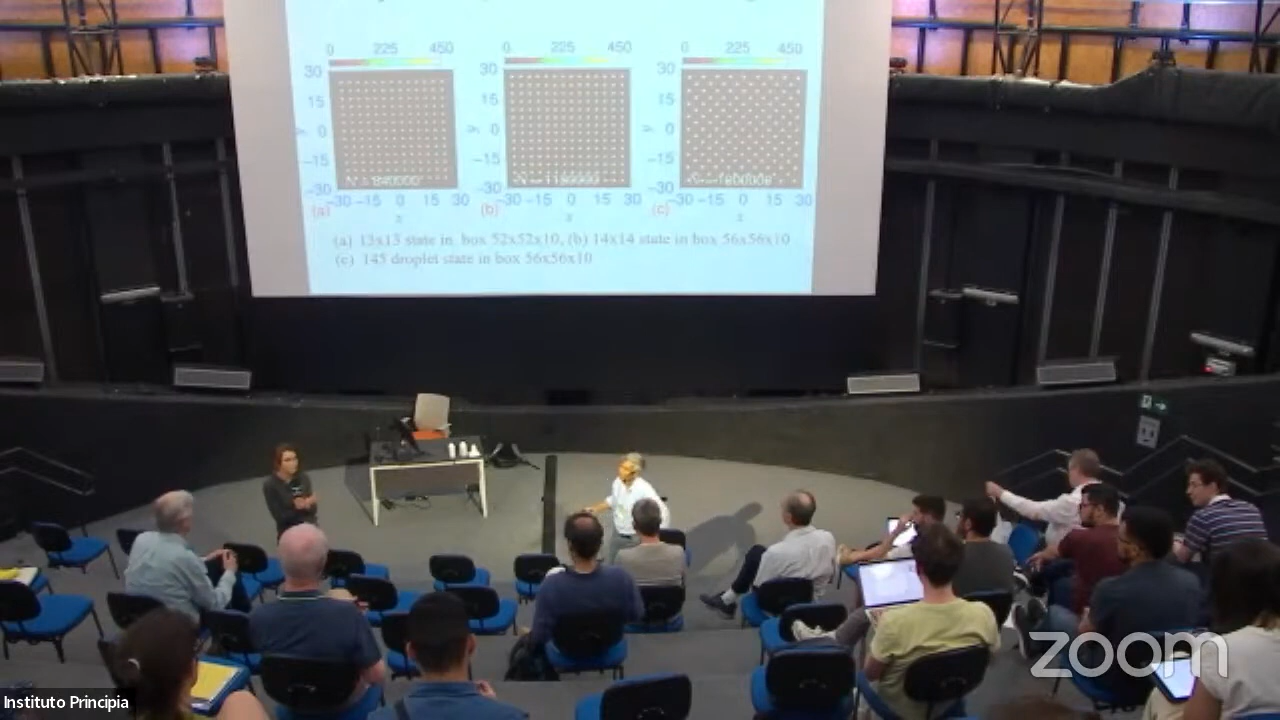 0 225 450 0 225 450 0 225 450
30 30 30
15 15 15
y 0 y 0 y 0
−15 −15 −15
N = 840000
−30 −30 −30
−30 −15 0 15 30 −30 −15 0 15 30 −30 −15 0 15 30
(a) x (b) x (c) x
(a) 13x13 state in box 52x52x10, (b) 14x14 state in box 56x56x10
(c) 145 droplet state in box 56x56x10
zoom
Instituto Principia